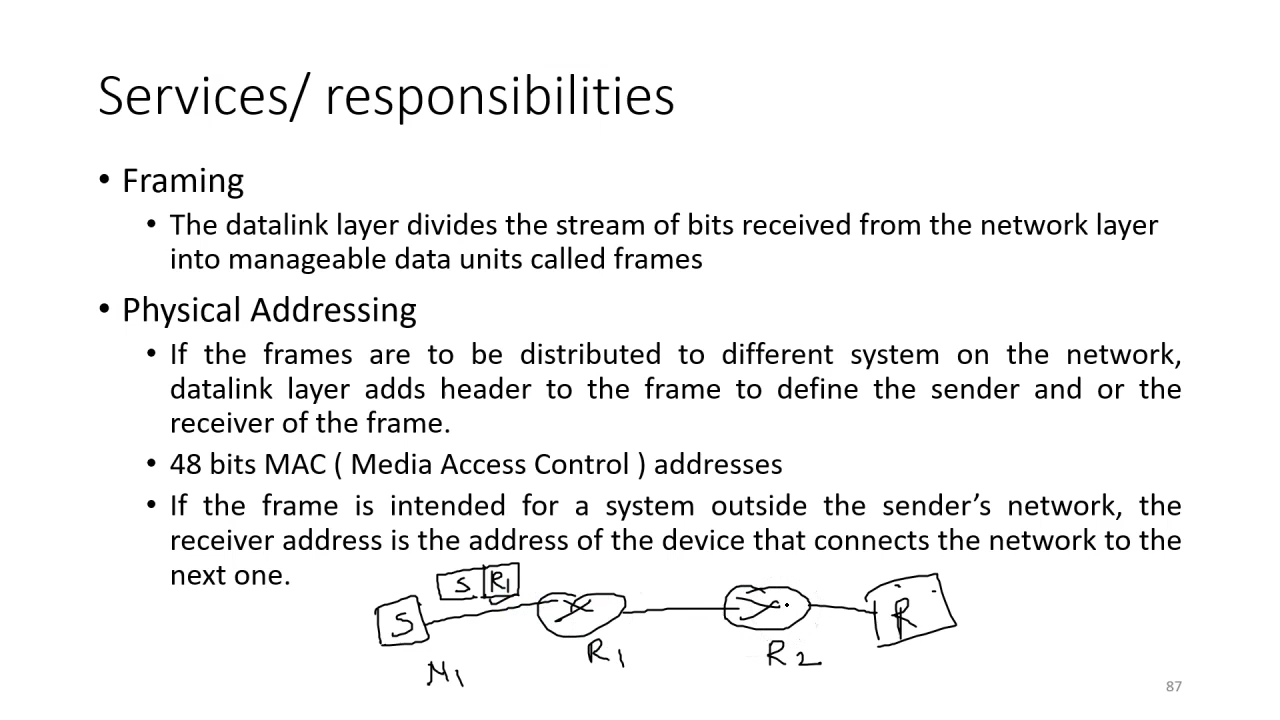 Services/ responsibilities
• Framing
• The datalink layer divides the stream of bits received from the network layer
into manageable data units called frames
• Physical Addressing
• If the frames are to be distributed to different system on the network,
datalink layer adds header to the frame to define the sender and or the
receiver of the frame.
• 48 bits MAC ( Media Access Control ) addresses
• If the frame is intended for a system outside the sender’s network, the
receiver address is the address of the device that connects the network to the
next one.
S R1
S R
R1 R2
N1
87